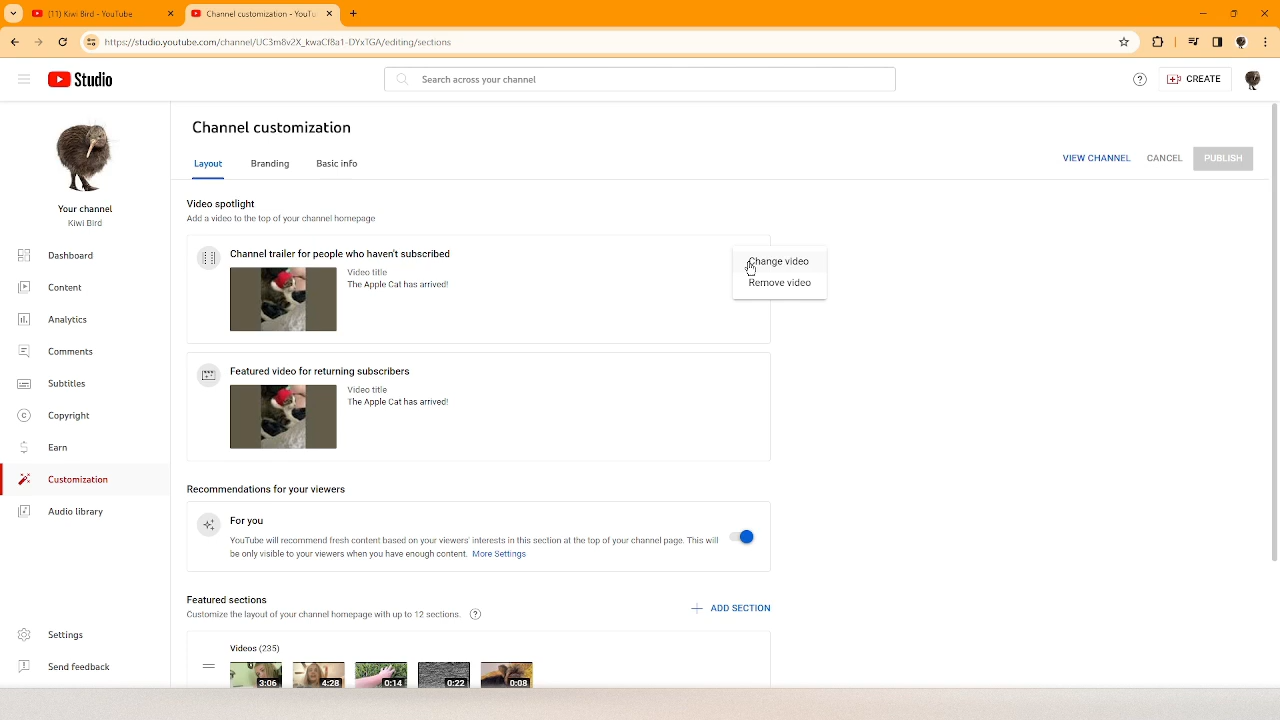 (11) Kiwi Bird - YouTube
Channel customization - YouTu
https://studio.youtube.com/channel/UC3m8v2X_kwaCf8a1-DYxTGA/editing/sections
Studio
Search across your channel
CREATE
Channel customization
Layout
Branding
Basic info
VIEW CHANNEL
CANCEL
PUBLISH
Your channel
Kiwi Bird
Dashboard
Content
Analytics
Comments
Subtitles
Copyright
Earn
Customization
Audio library
Settings
Send feedback
Video spotlight
Add a video to the top of your channel homepage
Channel trailer for people who haven't subscribed
Video title
The Apple Cat has arrived!
Change video
Remove video
Featured video for returning subscribers
Video title
The Apple Cat has arrived!
Recommendations for your viewers
For you
YouTube will recommend fresh content based on your viewers' interests in this section at the top of your channel page. This will
be only visible to your viewers when you have enough content. More Settings
Featured sections
Customize the layout of your channel homepage with up to 12 sections.
ADD SECTION
Videos (235)
3:06
4:28
0:14
0:22
0:08